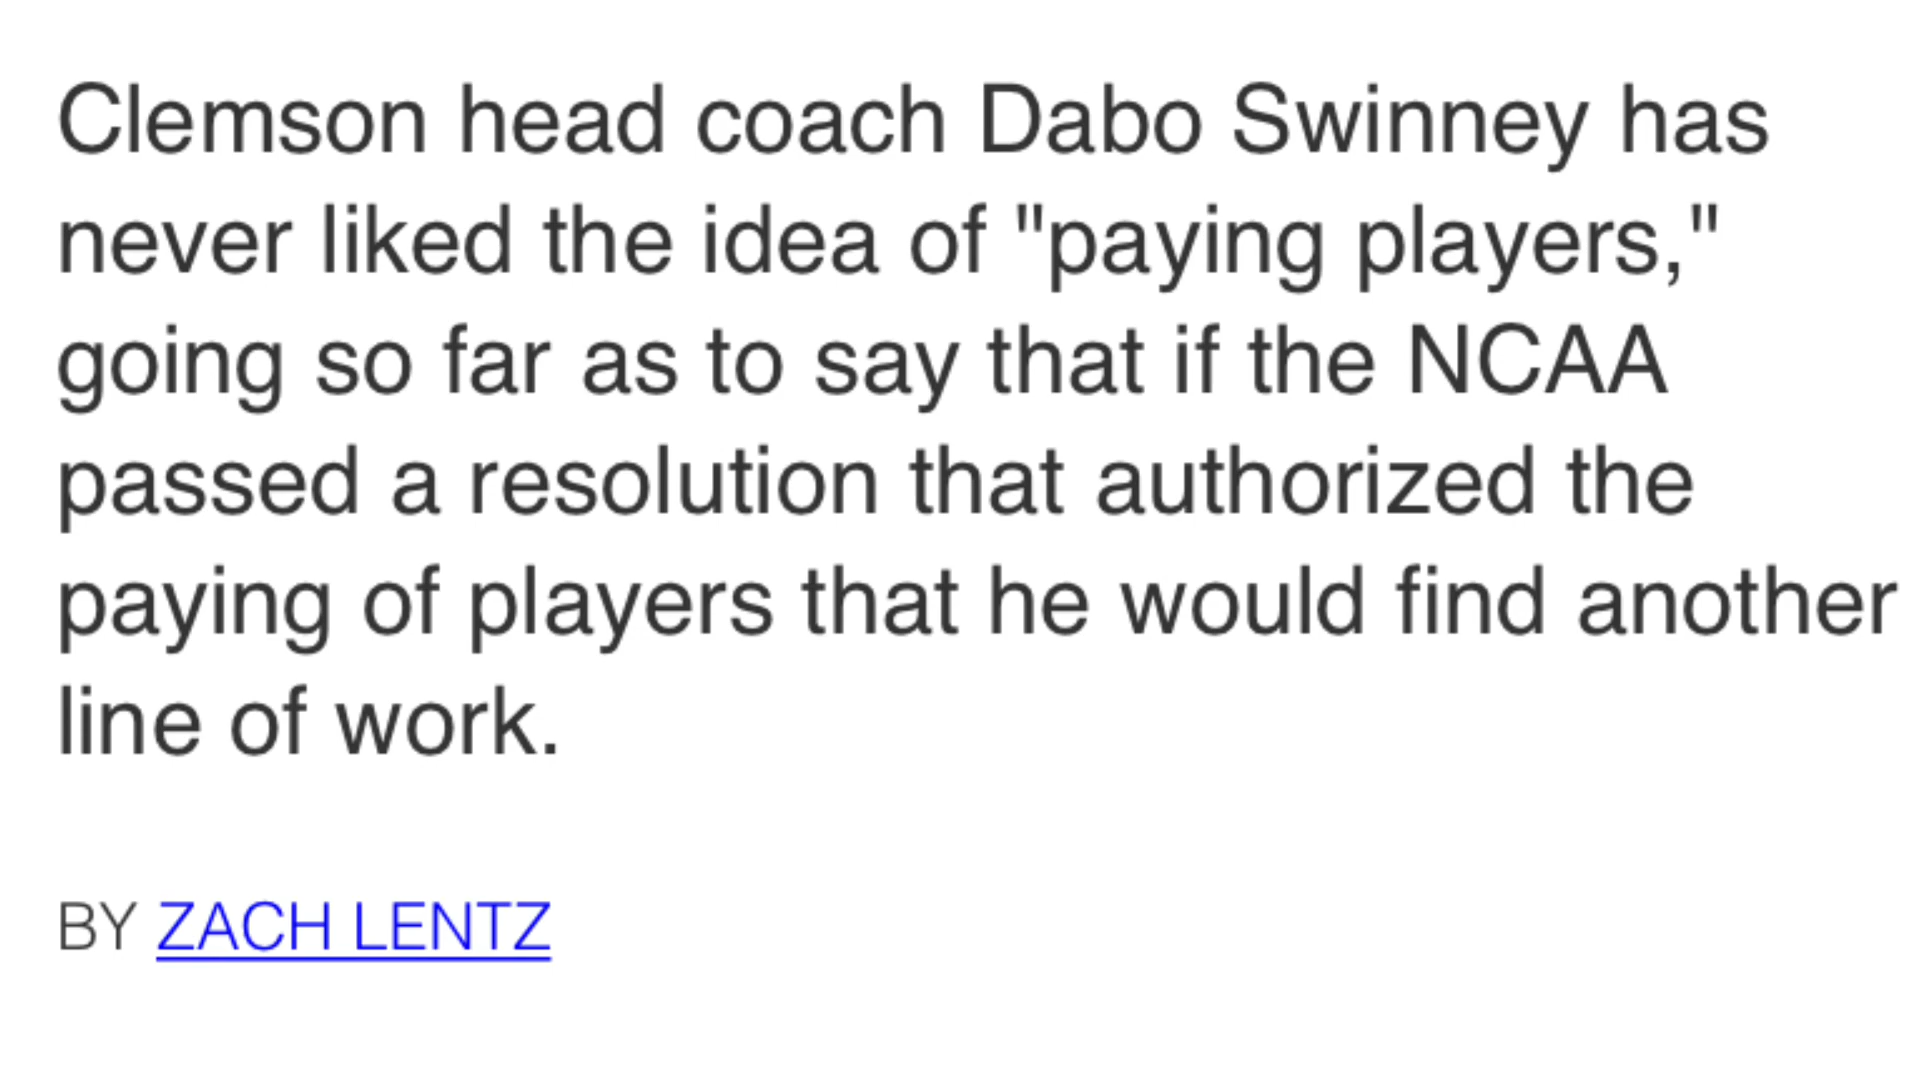 Clemson head coach Dabo Swinney has
never liked the idea of "paying players,"
going so far as to say that if the NCAA
passed a resolution that authorized the
paying of players that he would find another
line of work.
BY ZACH LENTZ